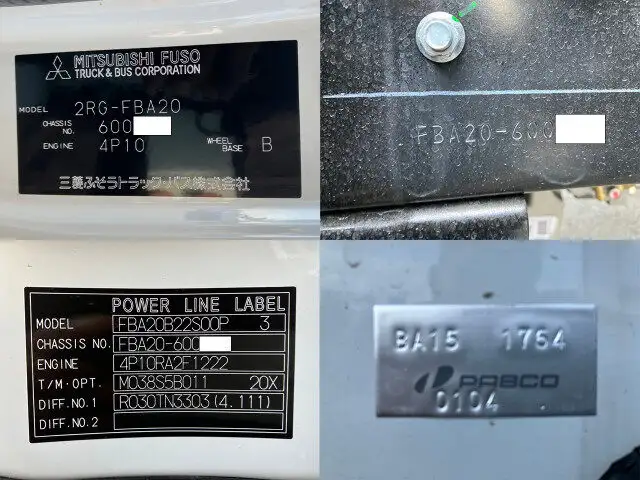 MITSUBISHI FUSO
TRUCK & BUS CORPORATION
MODEL 2RG-FBA20
CHASSIS NO. 600
ENGINE 4P10 WHEEL BASE B
三菱ふそうトラック・バス株式会社
FBA20-600
POWER LINE LABEL
MODEL FBA20B22S00P 3
CHASSIS NO. FBA20-600
ENGINE 4P10RA2F1222
T/M·OPT. M038S5B011 20X
DIFF.NO.1 R030TN3303(4.111)
DIFF.NO.2
BA15 1764
PABCO
0104